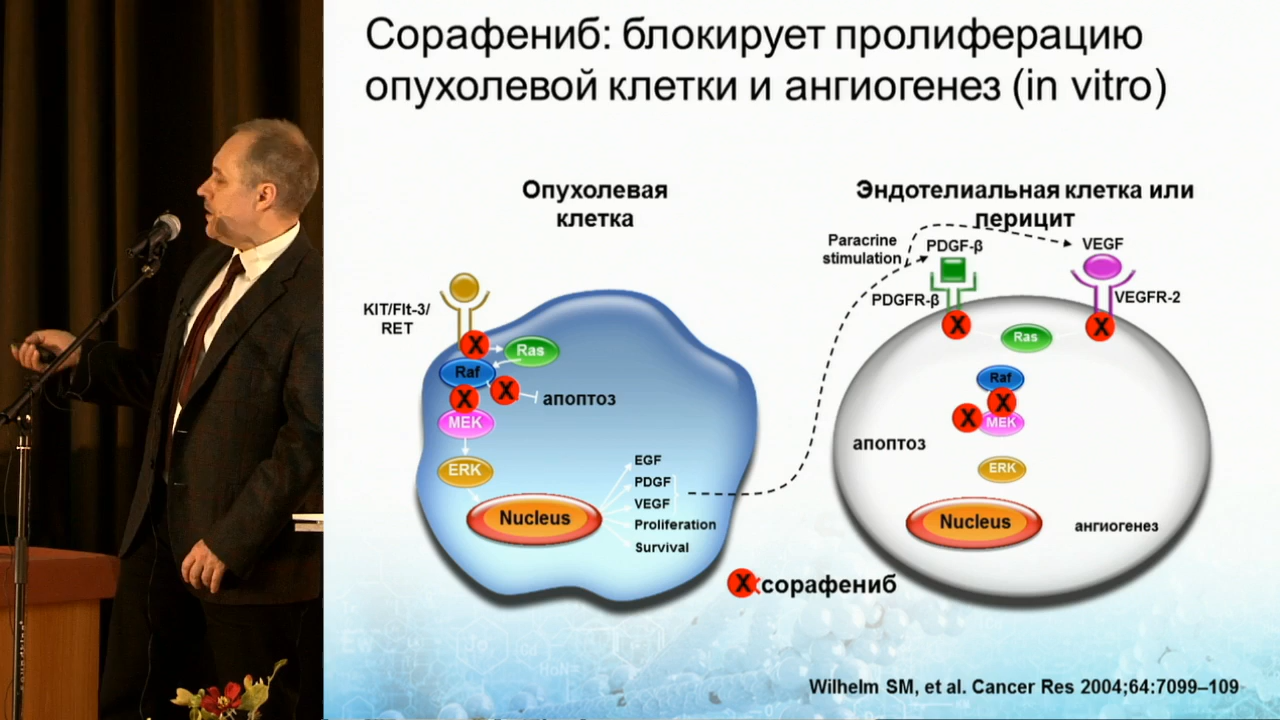 Сорафениб: блокирует пролиферацию
опухолевой клетки и ангиогенез (in vitro)
Опухолевая
клетка
KIT/Flt-3/
RET
X
Ras
Raf
X
X
апоптоз
MEK
ERK
Nucleus
EGF
PDGF
VEGF
Proliferation
Survival
Эндотелиальная клетка или
перицит
Paracrine
stimulation
PDGF-β
VEGF
PDGFR-β
VEGFR-2
X
X
Ras
Raf
X
X
MEK
апоптоз
ERK
Nucleus
ангиогенез
X сорафениб
Wilhelm SM, et al. Cancer Res 2004;64:7099–109